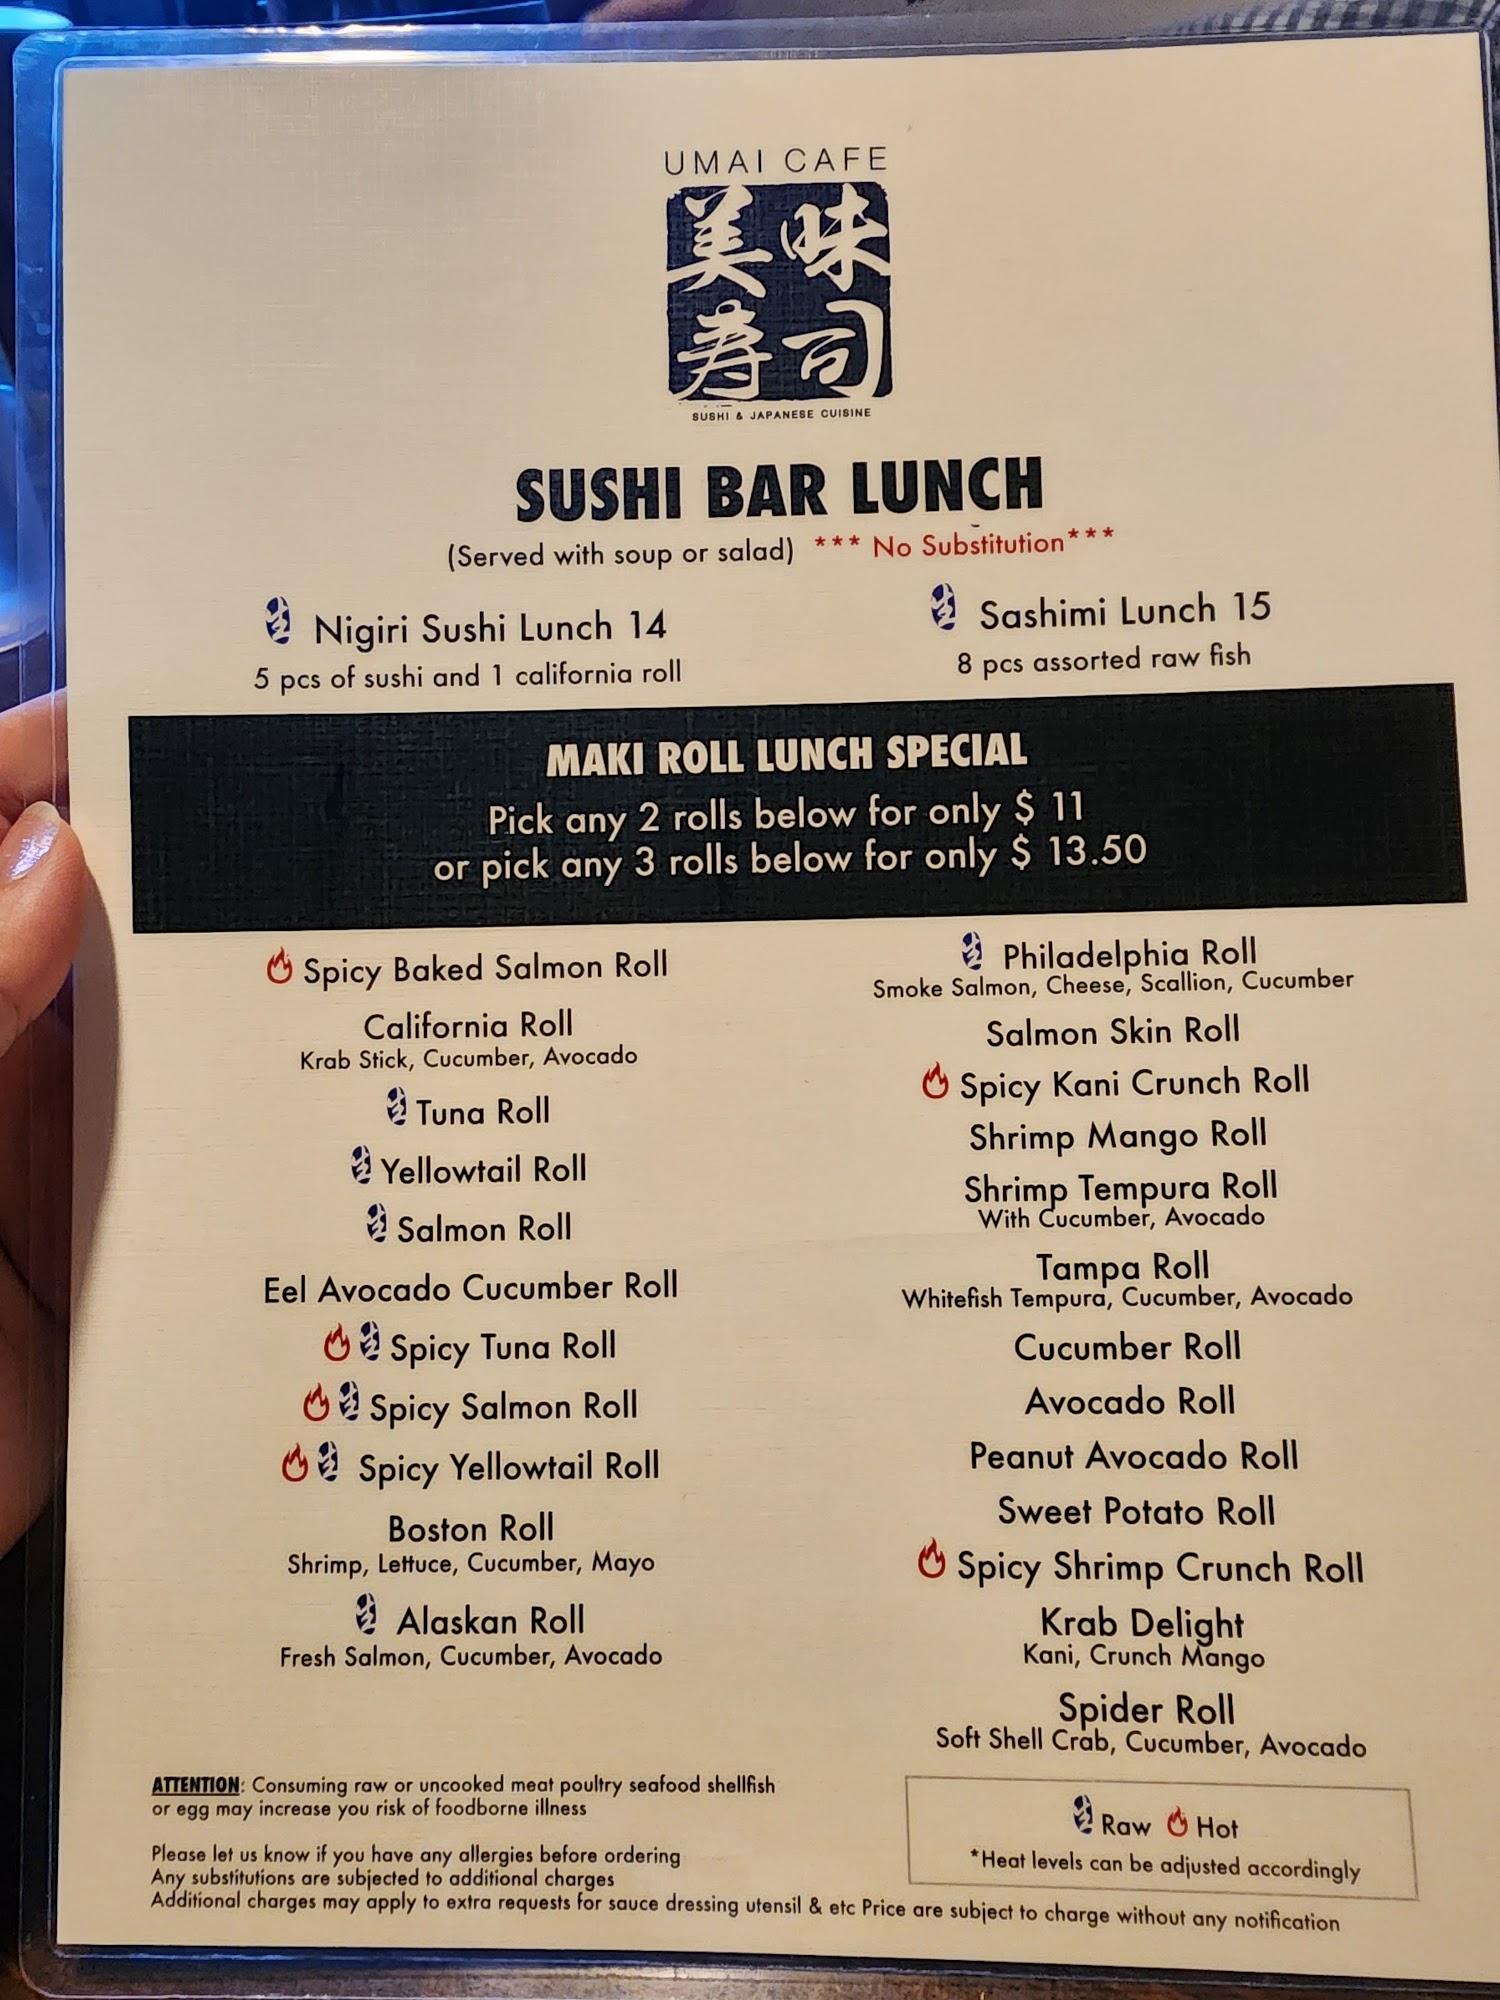 UMAI CAFE
美味
寿司
SUSHI & JAPANESE CUISINE
SUSHI BAR LUNCH
(Served with soup or salad) *** No Substitution***
Nigiri Sushi Lunch 14
5 pcs of sushi and 1 california roll
Sashimi Lunch 15
8 pcs assorted raw fish
MAKI ROLL LUNCH SPECIAL
Pick any 2 rolls below for only $ 11
or pick any 3 rolls below for only $ 13.50
Spicy Baked Salmon Roll
California Roll
Krab Stick, Cucumber, Avocado
Tuna Roll
Yellowtail Roll
Salmon Roll
Eel Avocado Cucumber Roll
Spicy Tuna Roll
Spicy Salmon Roll
Spicy Yellowtail Roll
Boston Roll
Shrimp, Lettuce, Cucumber, Mayo
Alaskan Roll
Fresh Salmon, Cucumber, Avocado
Philadelphia Roll
Smoke Salmon, Cheese, Scallion, Cucumber
Salmon Skin Roll
Spicy Kani Crunch Roll
Shrimp Mango Roll
Shrimp Tempura Roll
With Cucumber, Avocado
Tampa Roll
Whitefish Tempura, Cucumber, Avocado
Cucumber Roll
Avocado Roll
Peanut Avocado Roll
Sweet Potato Roll
Spicy Shrimp Crunch Roll
Krab Delight
Kani, Crunch Mango
Spider Roll
Soft Shell Crab, Cucumber, Avocado
ATTENTION: Consuming raw or uncooked meat poultry seafood shellfish
or egg may increase you risk of foodborne illness
Please let us know if you have any allergies before ordering
Any substitutions are subjected to additional charges
Additional charges may apply to extra requests for sauce dressing utensil & etc Price are subject to charge without any notification
Raw Hot
*Heat levels can be adjusted accordingly